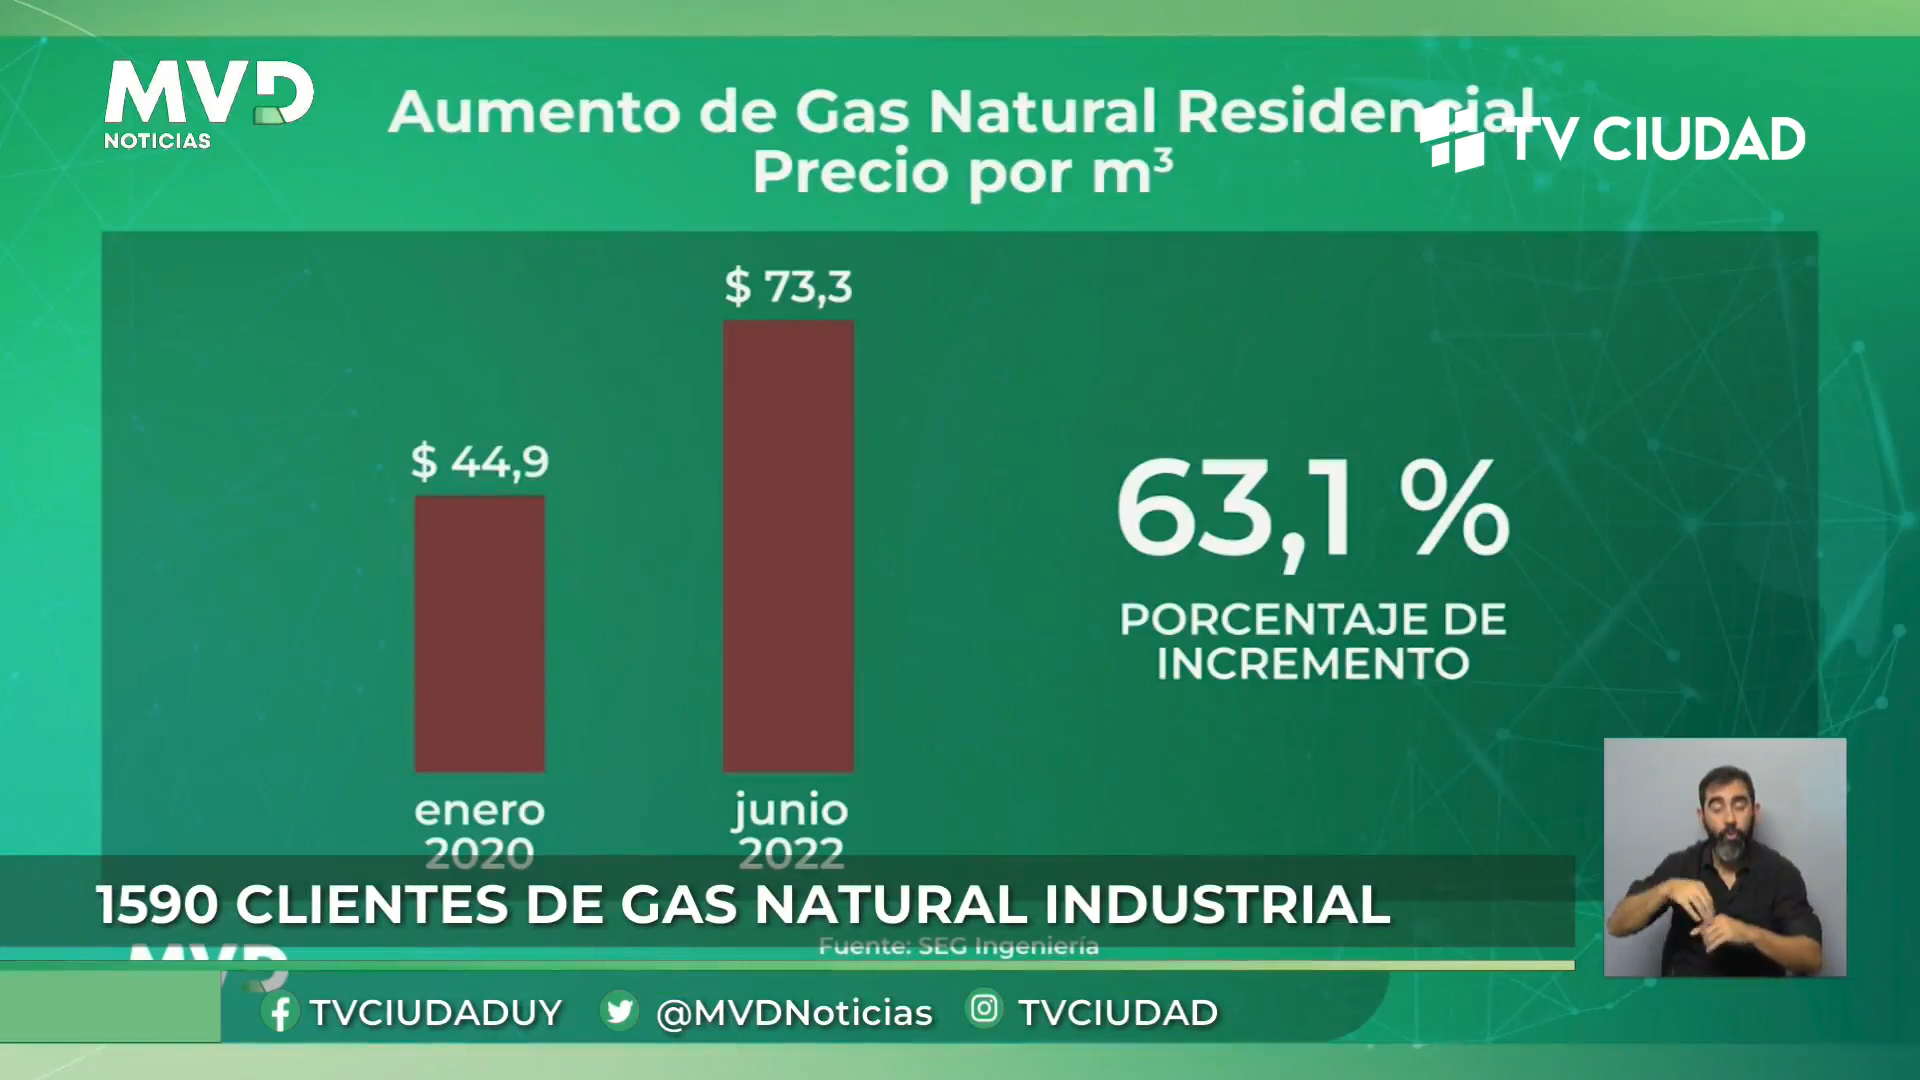 MVD
NOTICIAS
Aumento de Gas Natural Residencial
Precio por m³
TV CIUDAD
$ 73,3
$ 44,9
63,1 %
PORCENTAJE DE
INCREMENTO
enero
2020
junio
2022
1590 CLIENTES DE GAS NATURAL INDUSTRIAL
Fuente: SEG Ingeniería
MVD
TVCIUDADUY
@MVDNoticias
TVCIUDAD